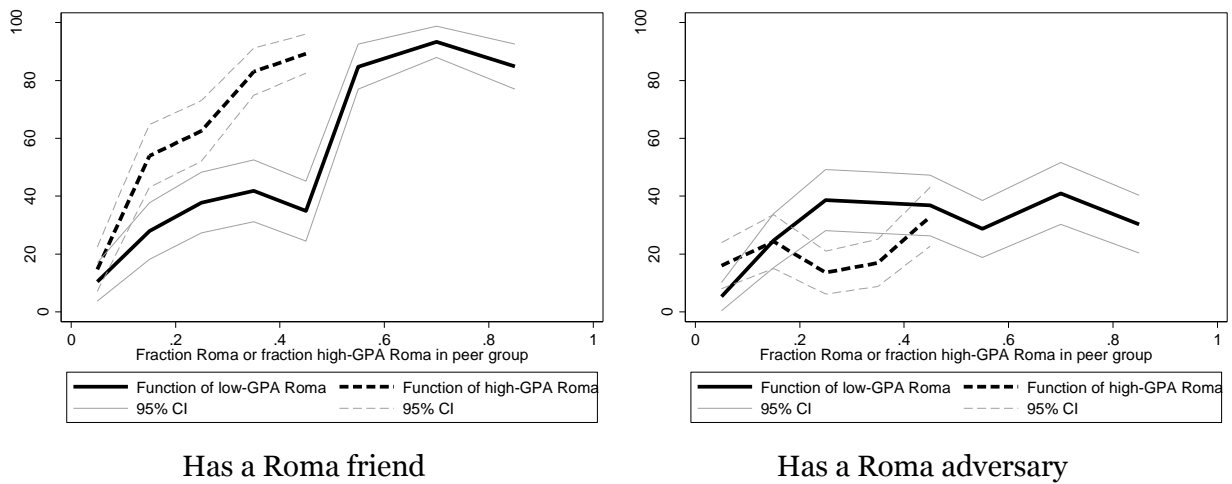 100
80
60
40
20
0
0 .2 .4 .6 .8 1
Fraction Roma or fraction high-GPA Roma in peer group
Function of low-GPA Roma Function of high-GPA Roma
95% CI 95% CI
Has a Roma friend
100
80
60
40
20
0
0 .2 .4 .6 .8 1
Fraction Roma or fraction high-GPA Roma in peer group
Function of low-GPA Roma Function of high-GPA Roma
95% CI 95% CI
Has a Roma adversary